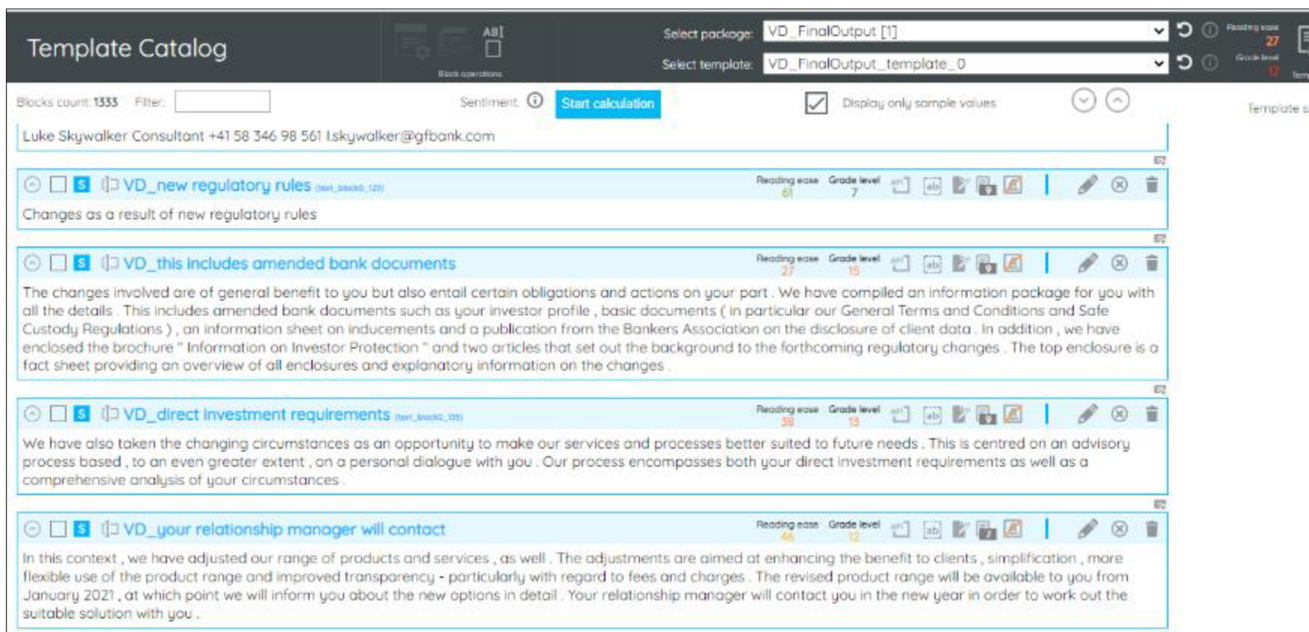 Template Catalog
ABI
Block operations
Select package: VD_FinalOutput [1]
Reading ease
27
Select template: VD_FinalOutput_template_0
Grade level
17
Blocks count: 1333 Filter:
Sentiment: Start calculation
Display only sample values
Template s
Luke Skywalker Consultant +41 58 346 98 561 l.skywalker@gfbank.com
S VD_new regulatory rules (text_block0_129) Reading ease 61 Grade level 7
Changes as a result of new regulatory rules
S VD_this includes amended bank documents Reading ease 27 Grade level 15
The changes involved are of general benefit to you but also entail certain obligations and actions on your part . We have compiled an information package for you with
all the details . This includes amended bank documents such as your investor profile , basic documents ( in particular our General Terms and Conditions and Safe
Custody Regulations ) , an information sheet on inducements and a publication from the Bankers Association on the disclosure of client data . In addition , we have
enclosed the brochure " Information on Investor Protection " and two articles that set out the background to the forthcoming regulatory changes . The top enclosure is a
fact sheet providing an overview of all enclosures and explanatory information on the changes .
S VD_direct investment requirements (text_block0_135) Reading ease 38 Grade level 13
We have also taken the changing circumstances as an opportunity to make our services and processes better suited to future needs . This is centred on an advisory
process based , to an even greater extent , on a personal dialogue with you . Our process encompasses both your direct investment requirements as well as a
comprehensive analysis of your circumstances .
S VD_your relationship manager will contact Reading ease 46 Grade level 12
In this context , we have adjusted our range of products and services , as well . The adjustments are aimed at enhancing the benefit to clients , simplification , more
flexible use of the product range and improved transparency - particularly with regard to fees and charges . The revised product range will be available to you from
January 2021 , at which point we will inform you about the new options in detail . Your relationship manager will contact you in the new year in order to work out the
suitable solution with you .